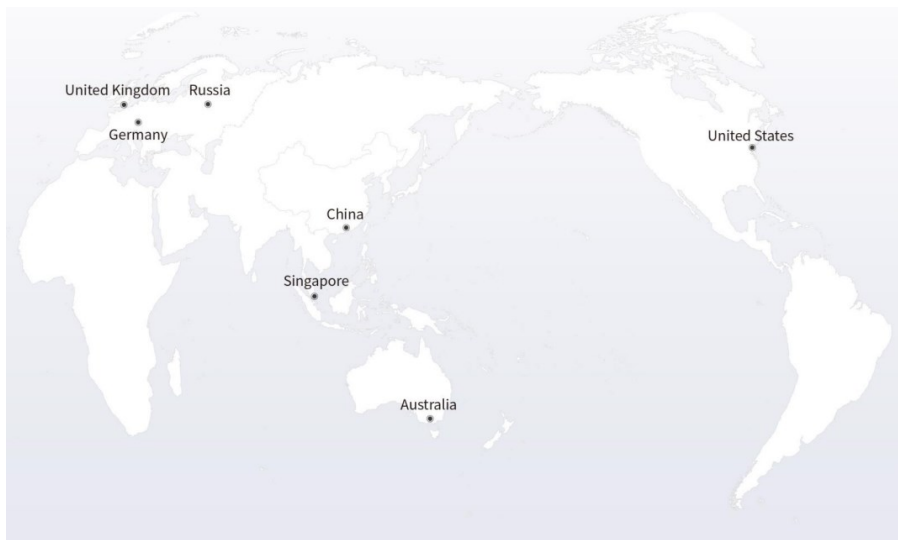 United Kingdom
Russia
Germany
United States
China
Singapore
Australia